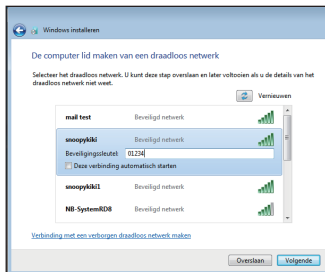 Windows installeren
De computer lid maken van een draadloos netwerk
Selecteer het draadloos netwerk. U kunt deze stap overslaan en later voltooien als u de details van het
draadloos netwerk niet weet.
Vernieuwen
mail test Beveiligd netwerk
snoopykiki Beveiligd netwerk
Beveiligingssleutel: 01234
Deze verbinding automatisch starten
snoopykiki1 Beveiligd netwerk
NB-SystemRD8 Beveiligd netwerk
Verbinding met een verborgen draadloos netwerk maken
Overslaan Volgende